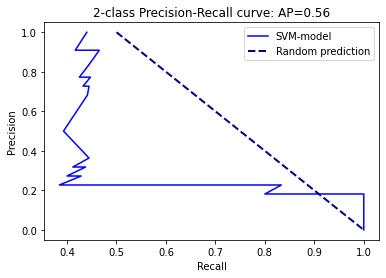 2-class Precision-Recall curve: AP=0.56
SVM-model
Random prediction
Precision
1.0
0.8
0.6
0.4
0.2
0.0
0.4 0.5 0.6 0.7 0.8 0.9 1.0
Recall